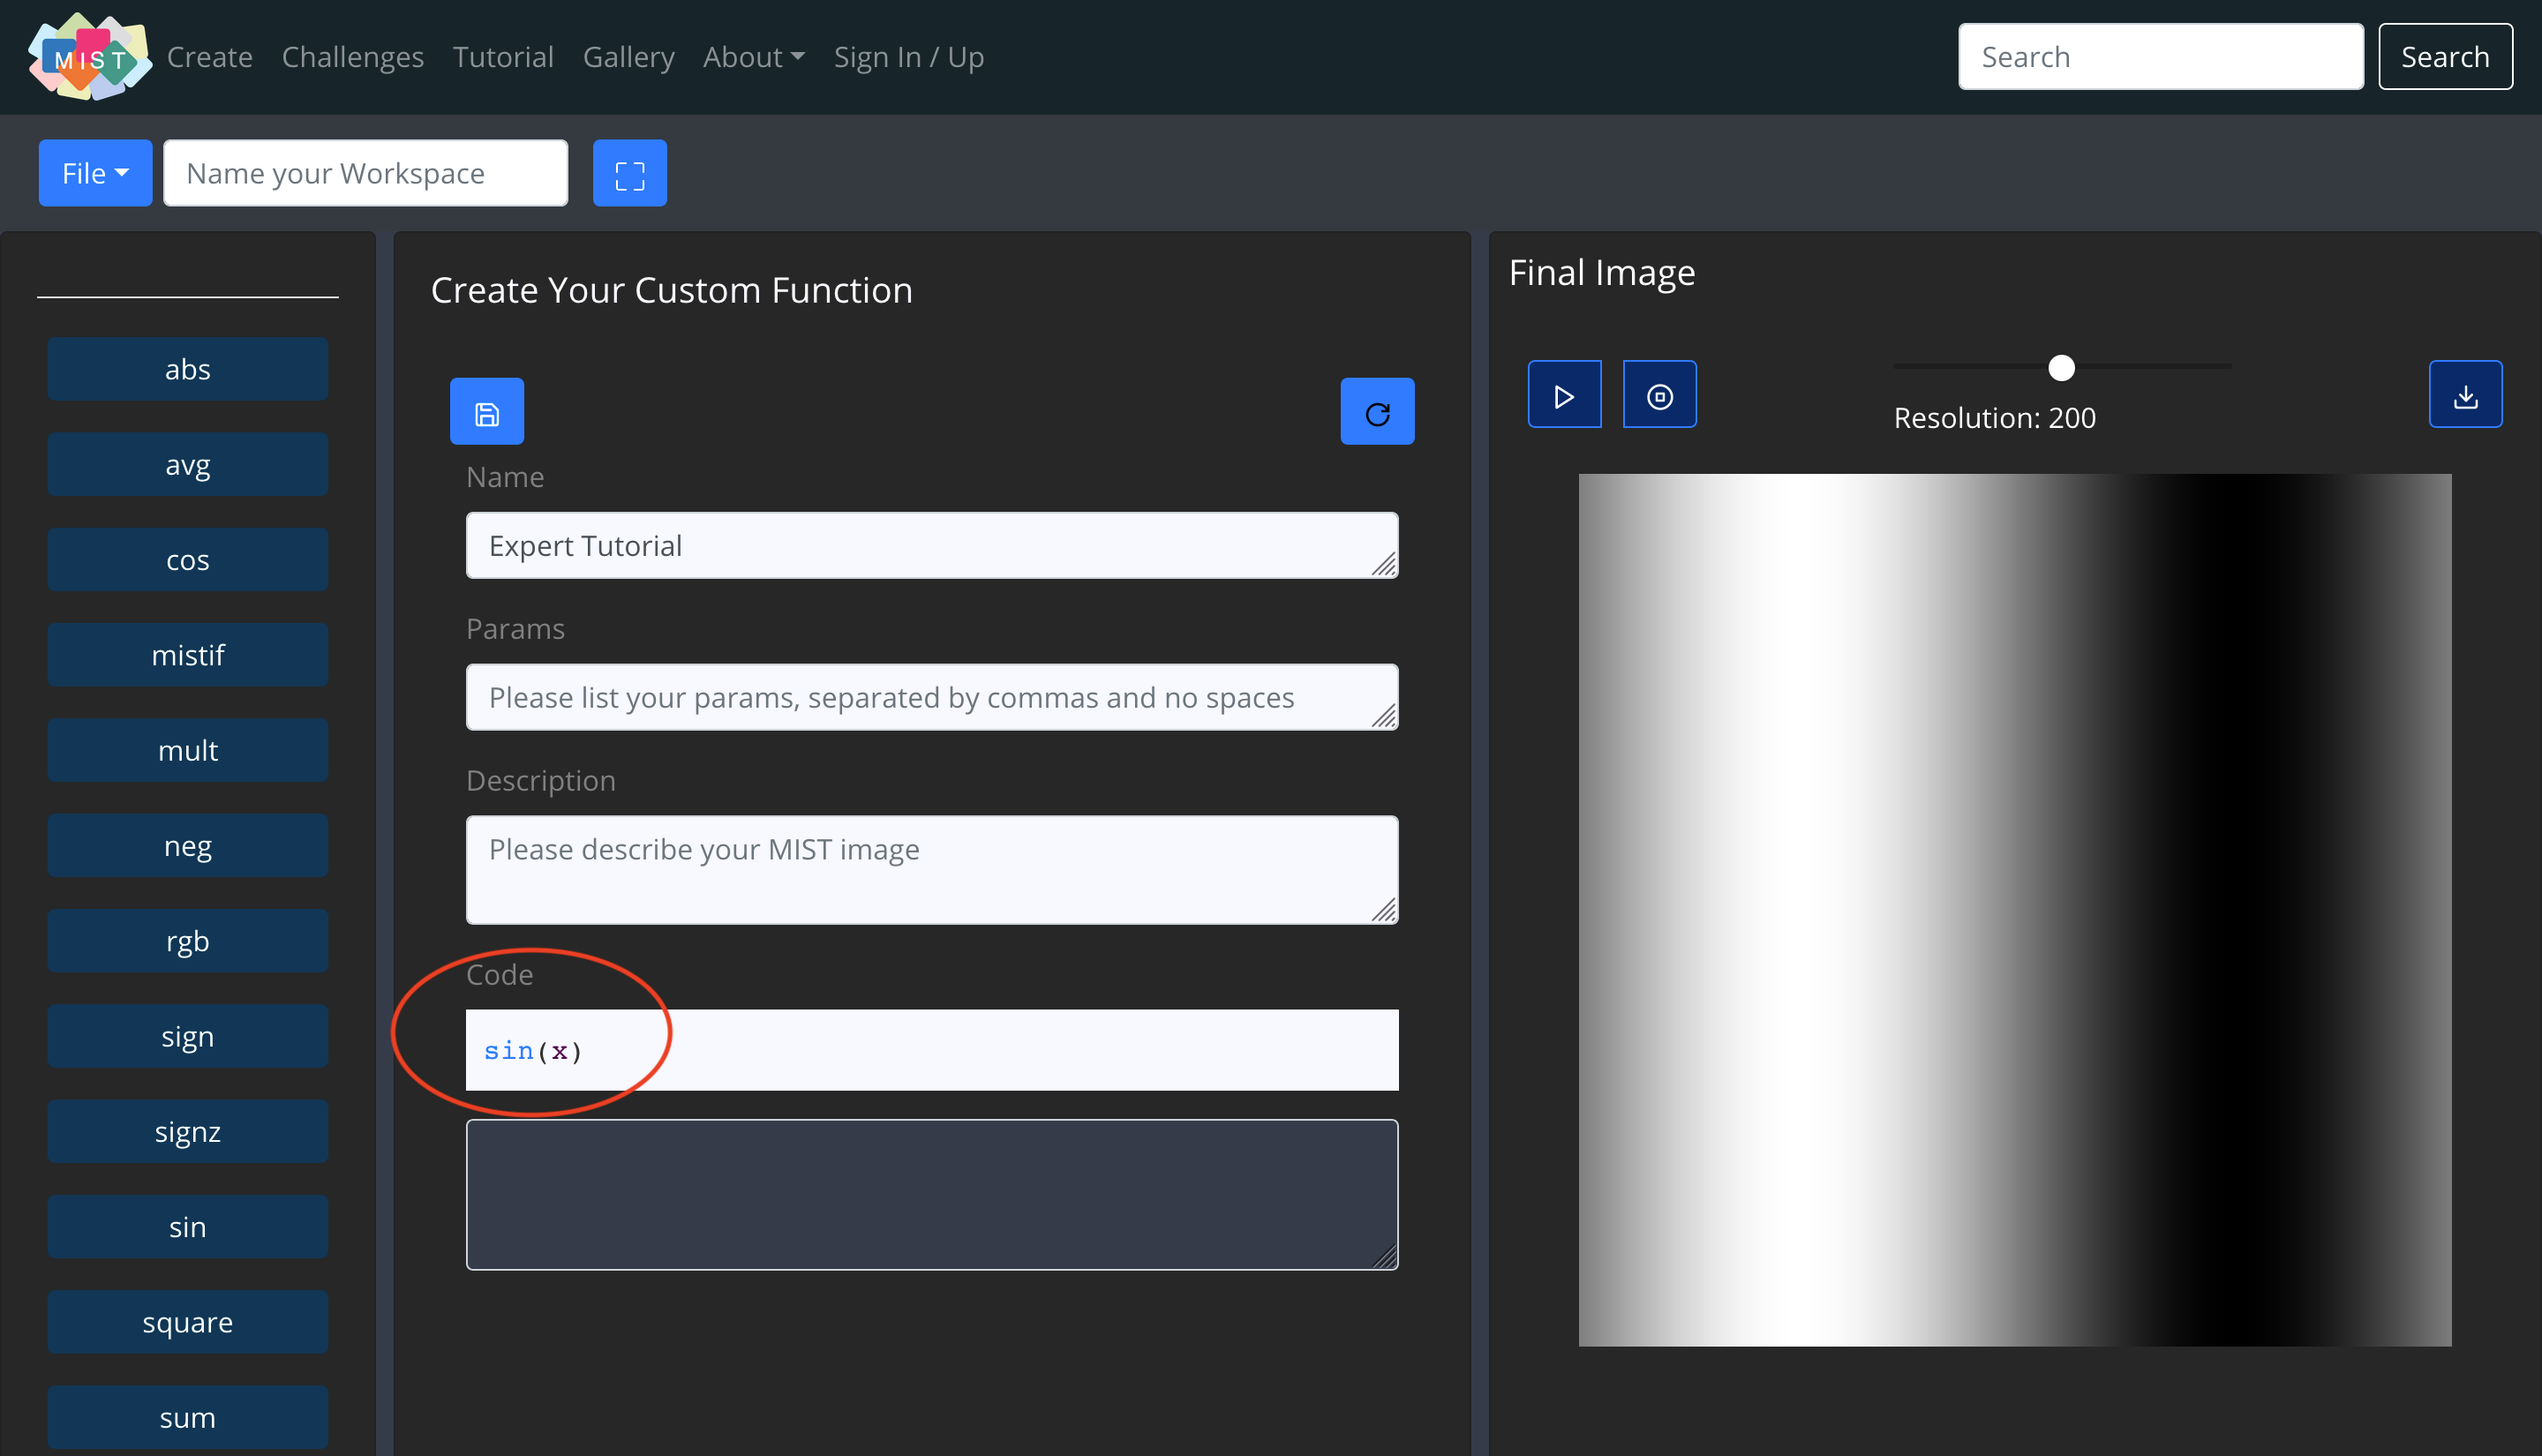 MIST Create Challenges Tutorial Gallery About Sign In / Up Search Search
File Name your Workspace
abs
avg
cos
mistif
mult
neg
rgb
sign
signz
sin
square
sum
Create Your Custom Function
Name
Expert Tutorial
Params
Please list your params, separated by commas and no spaces
Description
Please describe your MIST image
Code
sin(x)
Final Image
Resolution: 200